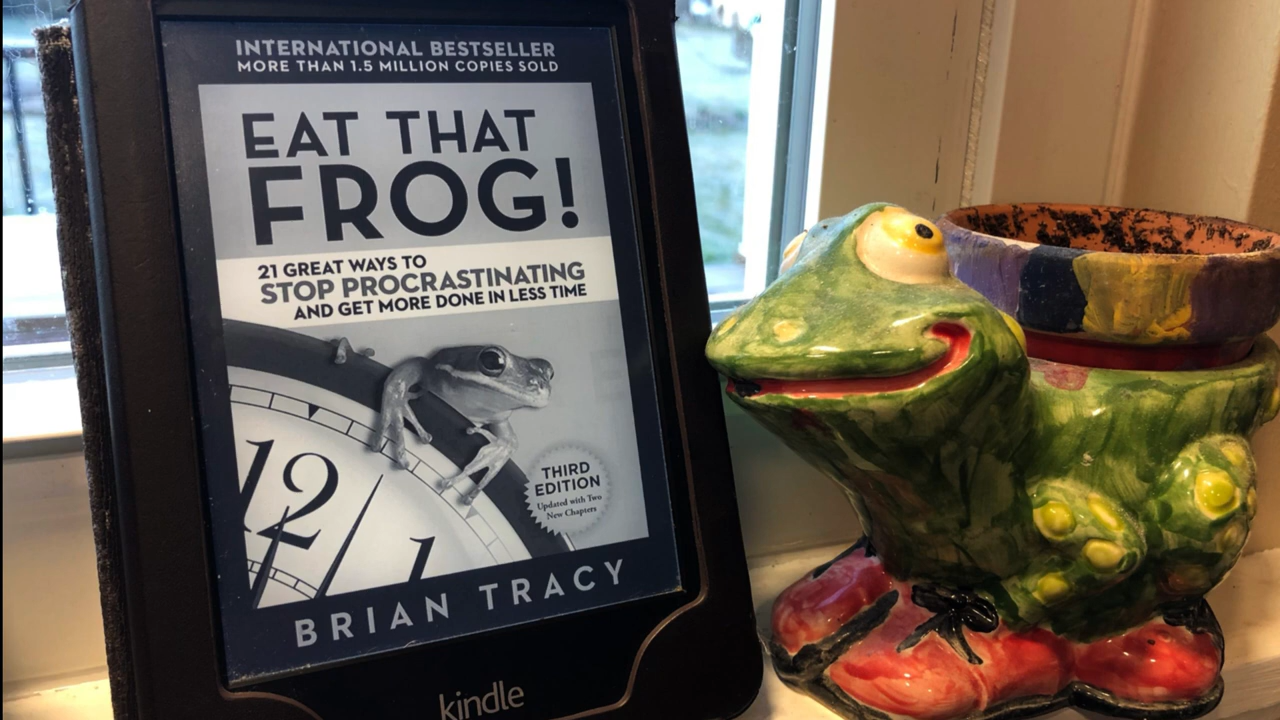 INTERNATIONAL BESTSELLER
MORE THAN 1.5 MILLION COPIES SOLD
EAT THAT
FROG!
21 GREAT WAYS TO
STOP PROCRASTINATING
AND GET MORE DONE IN LESS TIME
THIRD
EDITION
Updated with Two
New Chapters
12
1
BRIAN TRACY
kindle